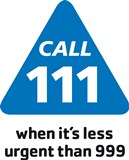 CALL
111
when it's less
urgent than 999